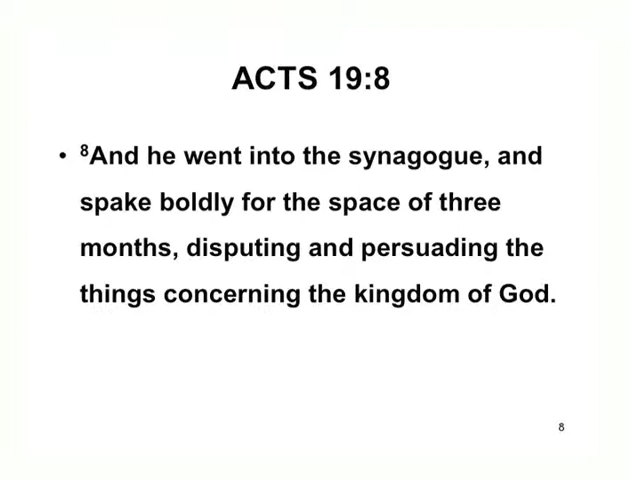 ACTS 19:8
• ⁸And he went into the synagogue, and
spake boldly for the space of three
months, disputing and persuading the
things concerning the kingdom of God.
8